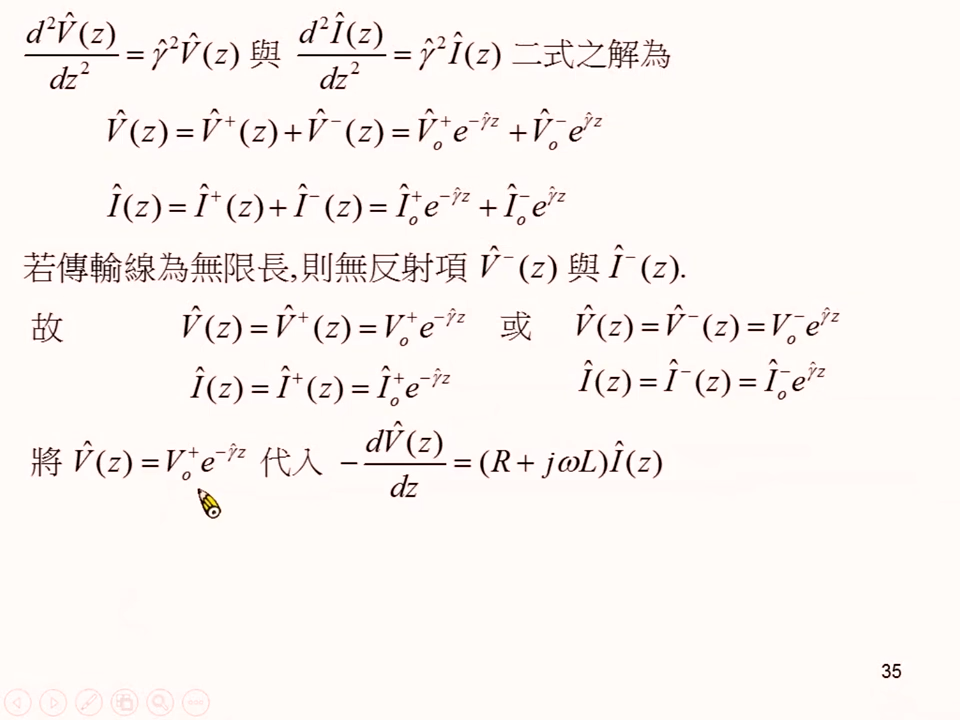 d²V̂(z)/dz² = γ̂²V̂(z) 與 d²Î(z)/dz² = γ̂²Î(z) 二式之解為
V̂(z) = V̂⁺(z) + V̂⁻(z) = V̂ₒ⁺e^(−γ̂z) + V̂ₒ⁻e^(γ̂z)
Î(z) = Î⁺(z) + Î⁻(z) = Îₒ⁺e^(−γ̂z) + Îₒ⁻e^(γ̂z)
若傳輸線為無限長,則無反射項 V̂⁻(z) 與 Î⁻(z).
故 V̂(z) = V̂⁺(z) = Vₒ⁺e^(−γ̂z) 或 V̂(z) = V̂⁻(z) = Vₒ⁻e^(γ̂z)
Î(z) = Î⁺(z) = Îₒ⁺e^(−γ̂z) Î(z) = Î⁻(z) = Îₒ⁻e^(γ̂z)
將 V̂(z) = Vₒ⁺e^(−γ̂z) 代入 −dV̂(z)/dz = (R + jωL)Î(z)
35